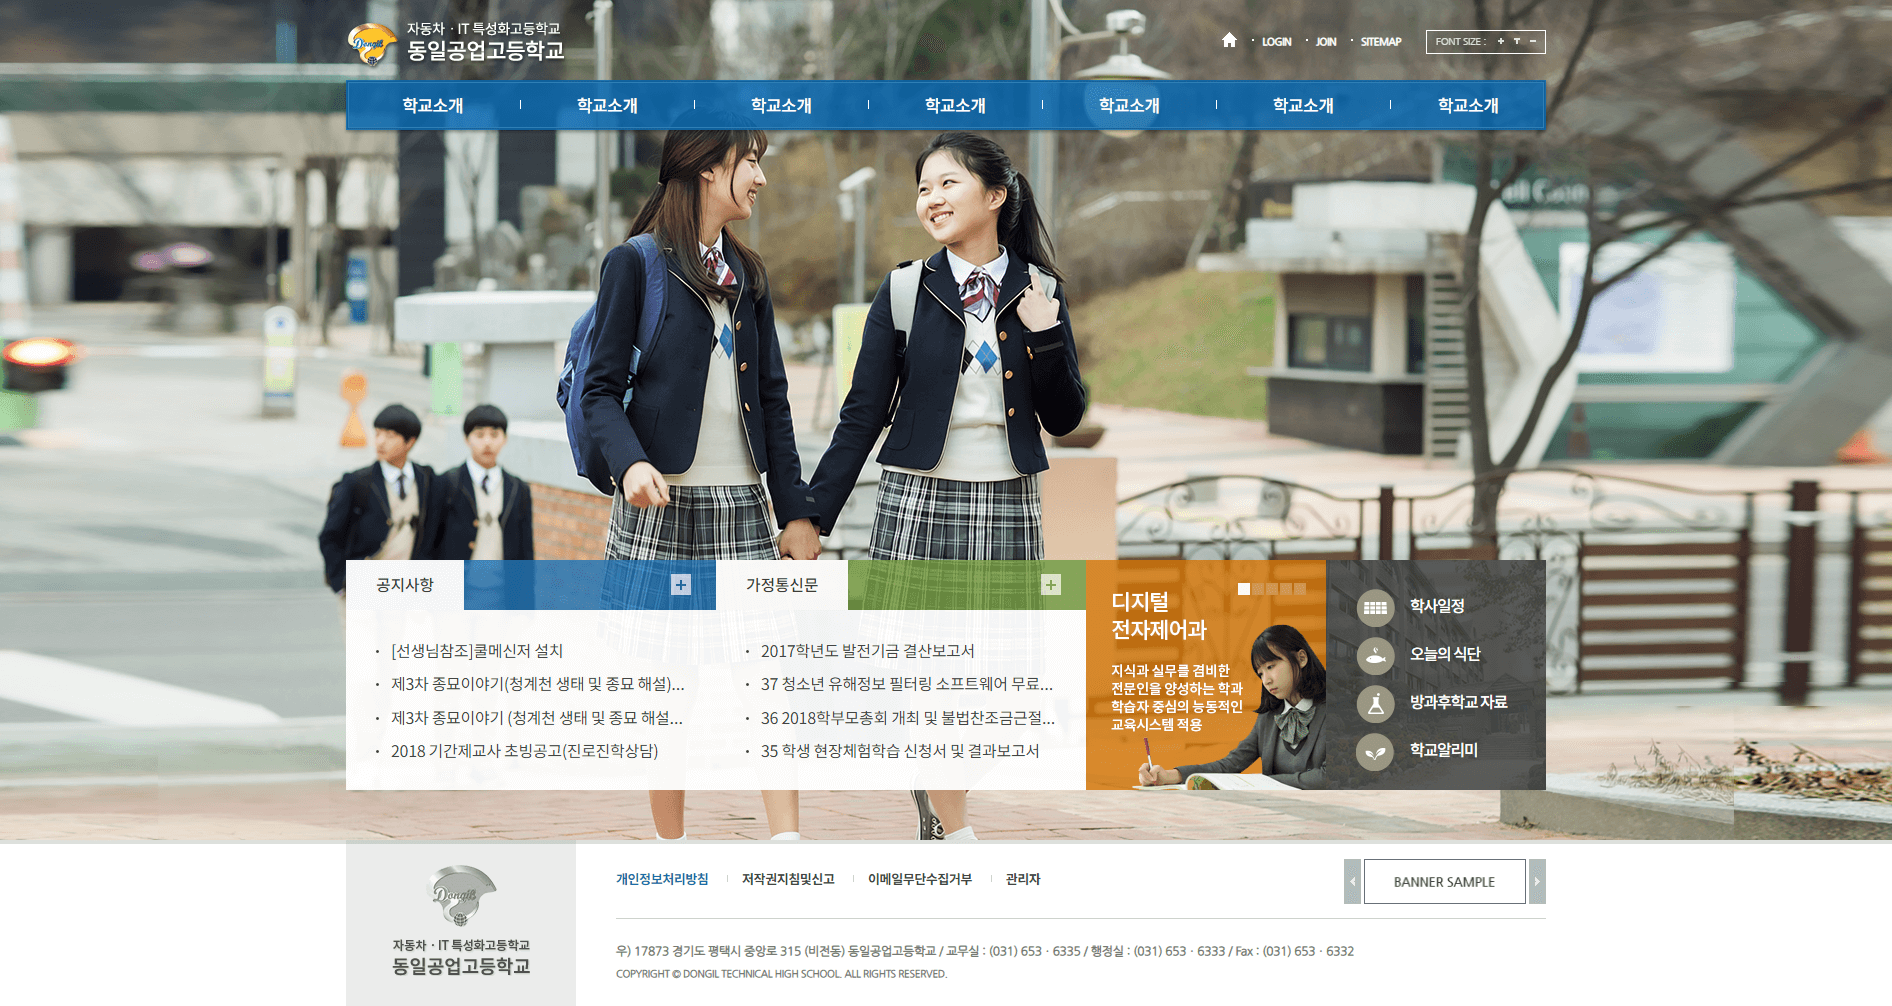 자동차 · IT 특성화고등학교
동일공업고등학교
LOGIN
JOIN
SITEMAP
FONT SIZE : + T −
학교소개
학교소개
학교소개
학교소개
학교소개
학교소개
학교소개
공지사항
[선생님참조]쿨메신저 설치
제3차 종묘이야기(청계천 생태 및 종묘 해설)...
제3차 종묘이야기 (청계천 생태 및 종묘 해설...
2018 기간제교사 초빙공고(진로진학상담)
가정통신문
2017학년도 발전기금 결산보고서
37 청소년 유해정보 필터링 소프트웨어 무료...
36 2018학부모총회 개최 및 불법찬조금근절...
35 학생 현장체험학습 신청서 및 결과보고서
디지털
전자제어과
지식과 실무를 겸비한
전문인을 양성하는 학과
학습자 중심의 능동적인
교육시스템 적용
학사일정
오늘의 식단
방과후학교 자료
학교알리미
자동차 · IT 특성화고등학교
동일공업고등학교
개인정보처리방침
저작권지침및신고
이메일무단수집거부
관리자
BANNER SAMPLE
우) 17873 경기도 평택시 중앙로 315 (비전동) 동일공업고등학교 / 교무실 : (031) 653 · 6335 / 행정실 : (031) 653 · 6333 / Fax : (031) 653 · 6332
COPYRIGHT © DONGIL TECHNICAL HIGH SCHOOL. ALL RIGHTS RESERVED.